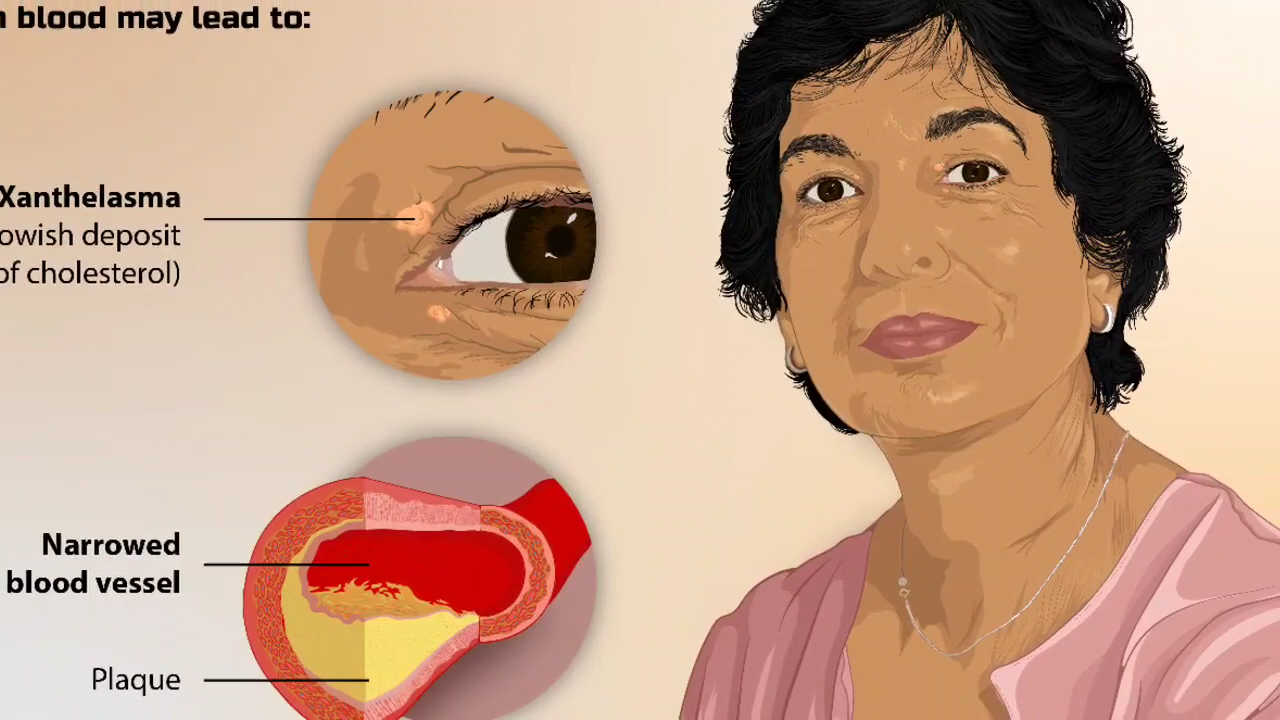 n blood may lead to:
Xanthelasma
owish deposit
of cholesterol)
Narrowed
blood vessel
Plaque